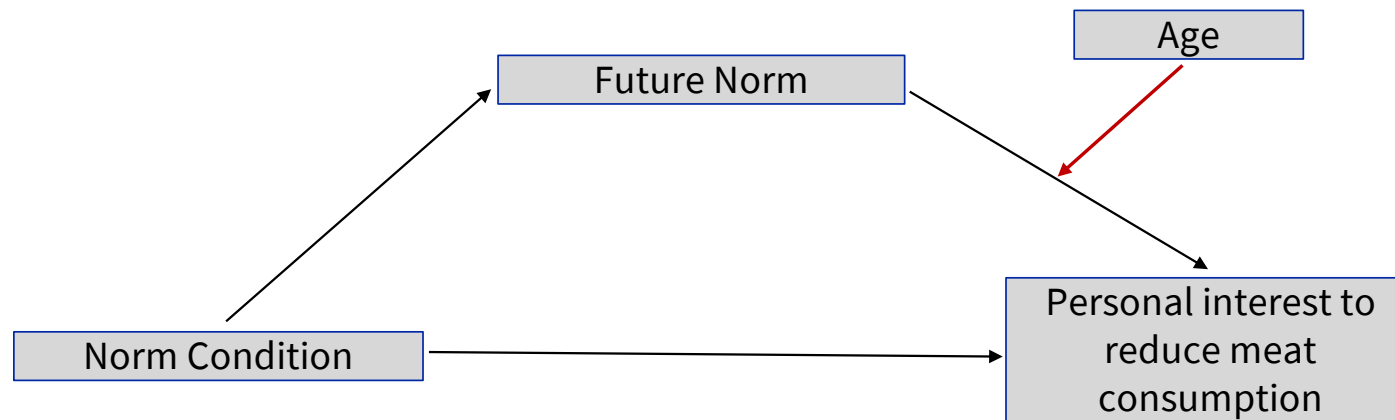 Age
Future Norm
Norm Condition
Personal interest to
reduce meat
consumption